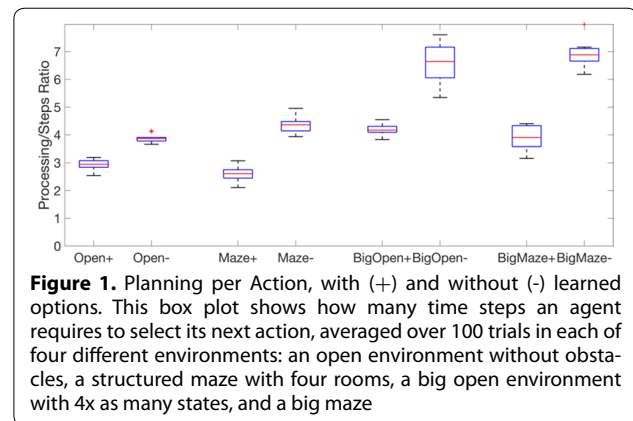 Processing/Steps Ratio
7
6
5
4
3
2
1
0
Open+ Open- Maze+ Maze- BigOpen+BigOpen- BigMaze+BigMaze-
Figure 1. Planning per Action, with (+) and without (-) learned
options. This box plot shows how many time steps an agent
requires to select its next action, averaged over 100 trials in each of
four different environments: an open environment without obsta-
cles, a structured maze with four rooms, a big open environment
with 4x as many states, and a big maze